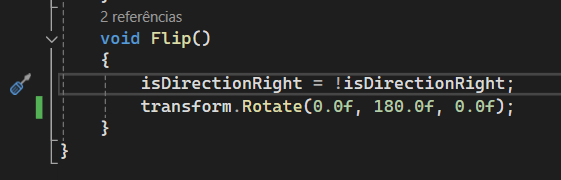 2 referências
void Flip()
{
isDirectionRight = !isDirectionRight;
transform.Rotate(0.0f, 180.0f, 0.0f);
}
}